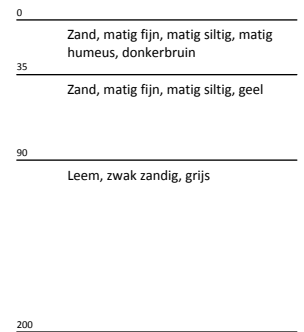 0
Zand, matig fijn, matig siltig, matig
humeus, donkerbruin
35
Zand, matig fijn, matig siltig, geel
90
Leem, zwak zandig, grijs
200